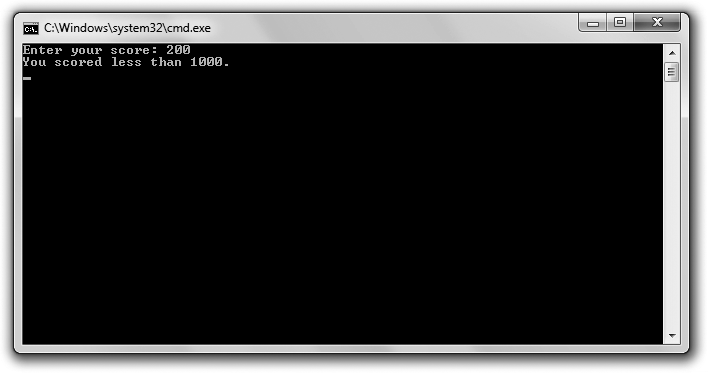 C:\Windows\system32\cmd.exe
Enter your score: 200
You scored less than 1000.